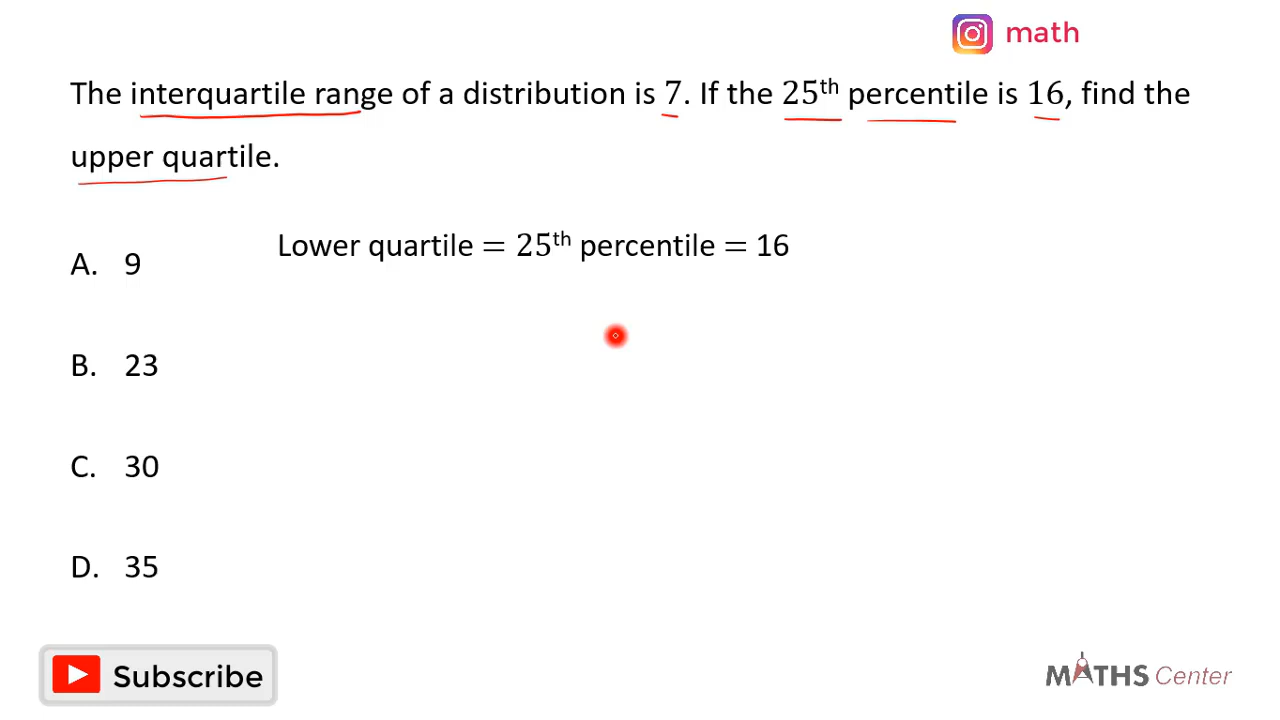 math
The interquartile range of a distribution is 7. If the 25th percentile is 16, find the
upper quartile.
Lower quartile = 25th percentile = 16
A. 9
B. 23
C. 30
D. 35
Subscribe
MATHS Center